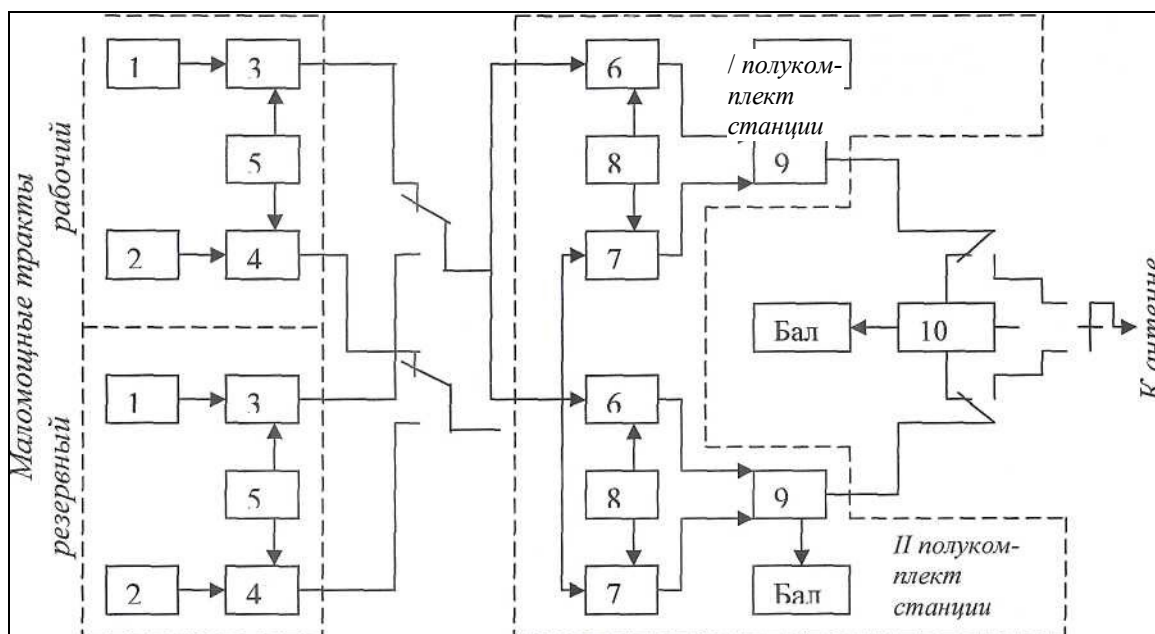 1
3
6
/ полуком-
плект
станции
5
8
9
2
4
7
Маломощные тракты
рабочий
резервный
Бал
10
К антенне
1
3
6
5
8
9
II полуком-
плект
станции
2
4
7
Бал